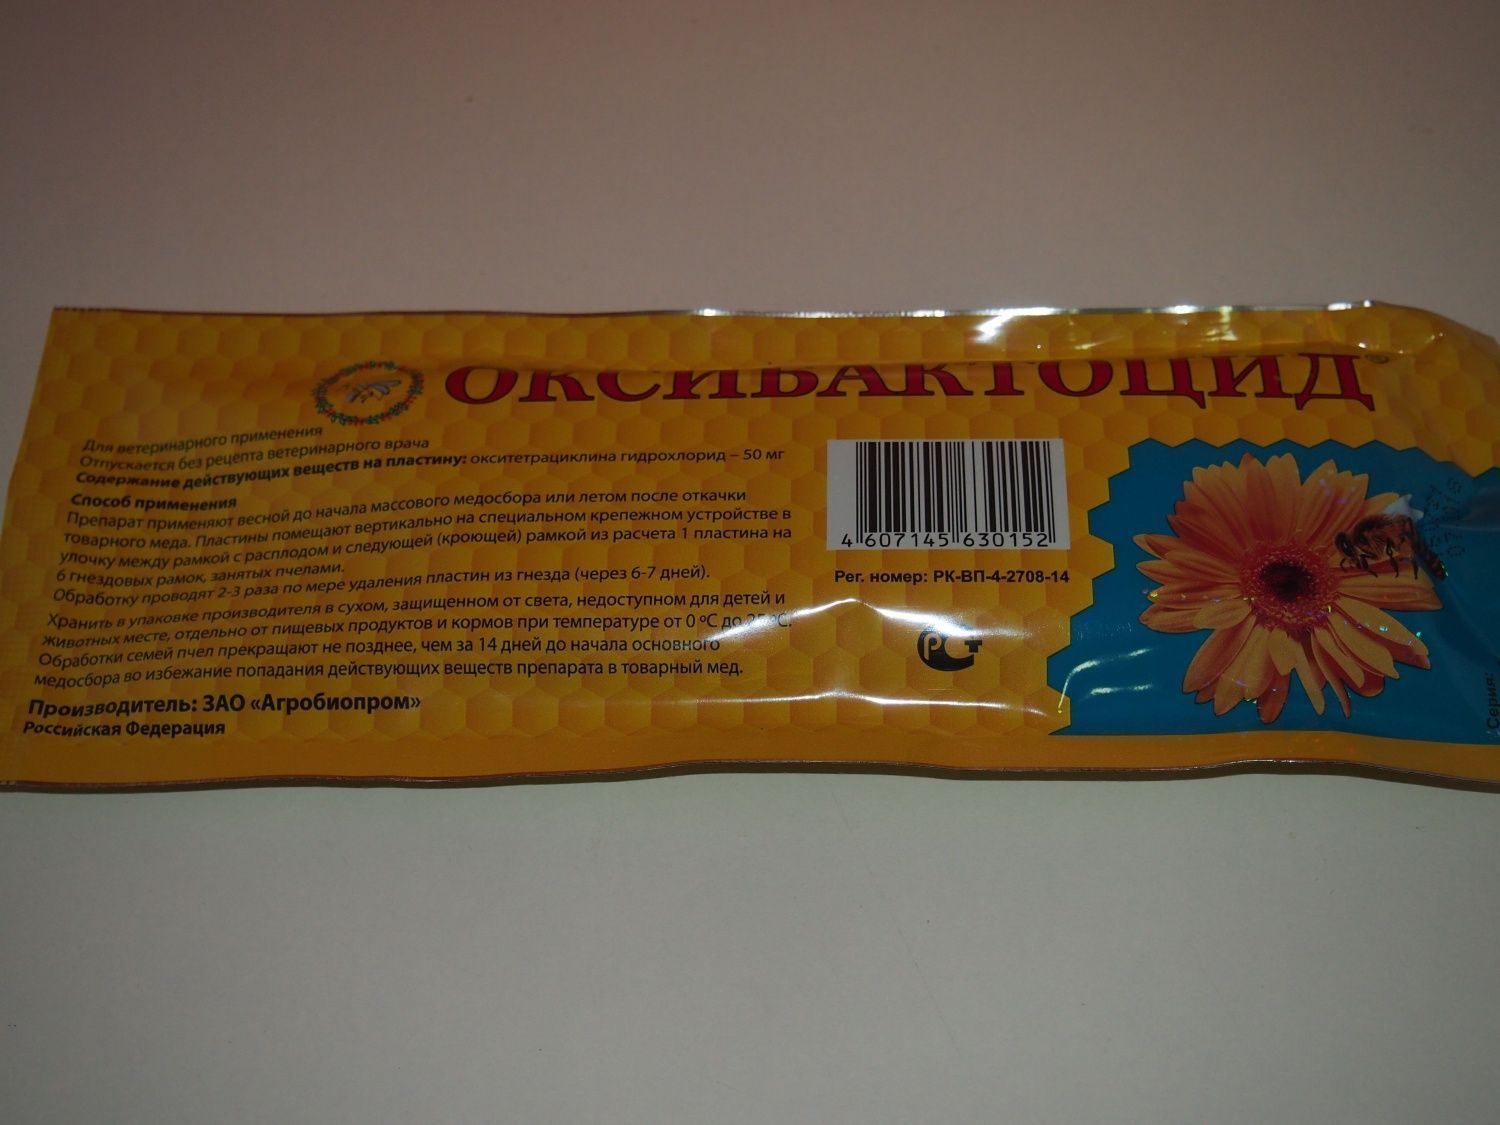 ОКСИБАКТОЦИД®
Для ветеринарного применения
Отпускается без рецепта ветеринарного врача
Содержание действующих веществ на пластину: окситетрациклина гидрохлорид – 50 мг
Способ применения
Препарат применяют весной до начала массового медосбора или летом после откачки
товарного меда. Пластины помещают вертикально на специальном крепежном устройстве в
улочку между рамкой с расплодом и следующей (кроющей) рамкой из расчета 1 пластина на
6 гнездовых рамок, занятых пчелами.
Обработку проводят 2-3 раза по мере удаления пластин из гнезда (через 6-7 дней).
Хранить в упаковке производителя в сухом, защищенном от света, недоступном для детей и
животных месте, отдельно от пищевых продуктов и кормов при температуре от 0 ºС до 25 ºС.
Обработки семей пчел прекращают не позднее, чем за 14 дней до начала основного
медосбора во избежание попадания действующих веществ препарата в товарный мед.
Производитель: ЗАО «Агробиопром»
Российская Федерация
4 607145 630152
Рег. номер: РК-ВП-4-2708-14
РСТ
Серия: